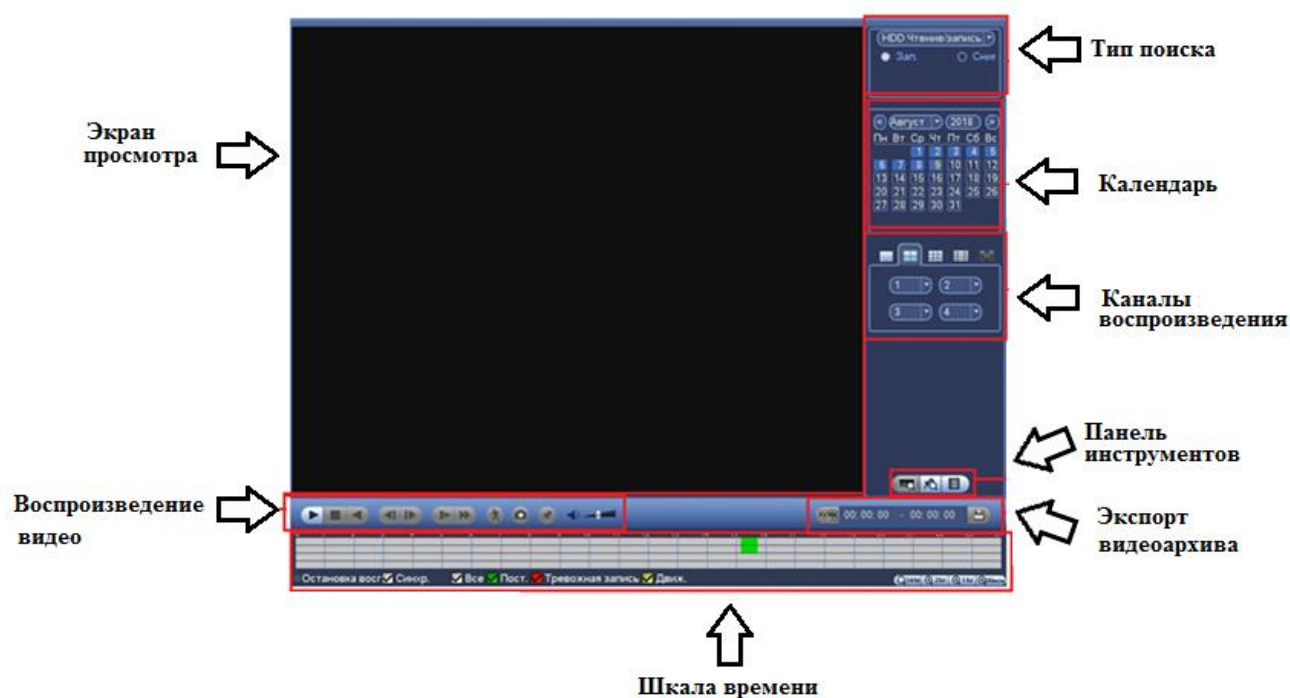 HDD Чтение/запись
Зап.
Сним
Тип поиска
Экран
просмотра
Август 2018
Пн Вт Ср Чт Пт Сб Вс
1 2 3 4 5
6 7 8 9 10 11 12
13 14 15 16 17 18 19
20 21 22 23 24 25 26
27 28 29 30 31
Календарь
1 2
3 4
Каналы
воспроизведения
Панель
инструментов
Воспроизведение
видео
00:00:00 - 00:00:00
Экспорт
видеоархива
Остановка восп Синхр. Все Пост. Тревожная запись Движ.
Шкала времени